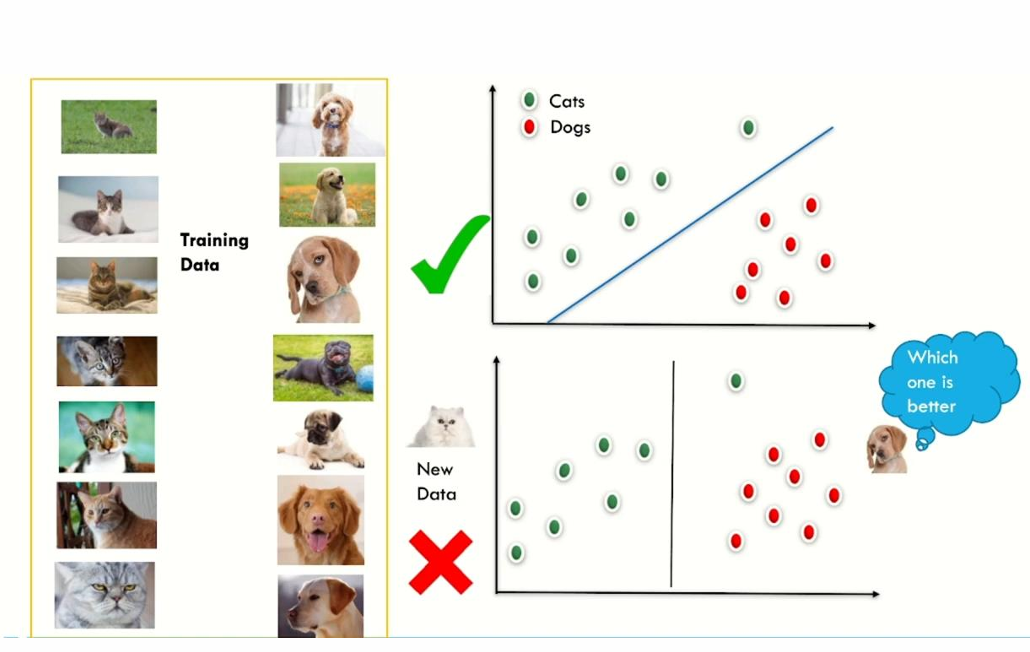 Training
Data
Cats
Dogs
New
Data
Which
one is
better